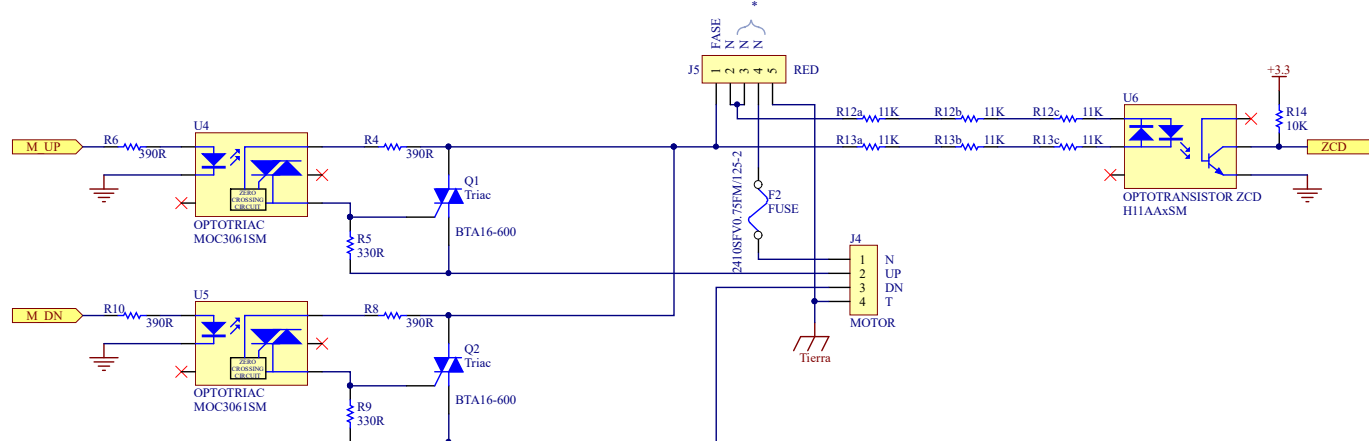 *
FASE
N
N
N
J5
1
2
3
4
5
RED
+3.3
R12a
11K
R12b
11K
R12c
11K
U6
R14
10K
R13a
11K
R13b
11K
R13c
11K
ZCD
OPTOTRANSISTOR ZCD
H11AAxSM
U4
M_UP
R6
390R
R4
390R
ZERO
CROSSING
CIRCUIT
OPTOTRIAC
MOC3061SM
Q1
Triac
BTA16-600
R5
330R
2410SFV0.75FM/125-2
F2
FUSE
J4
1
N
2
UP
3
DN
4
T
MOTOR
Tierra
U5
M_DN
R10
390R
R8
390R
ZERO
CROSSING
CIRCUIT
OPTOTRIAC
MOC3061SM
Q2
Triac
BTA16-600
R9
330R